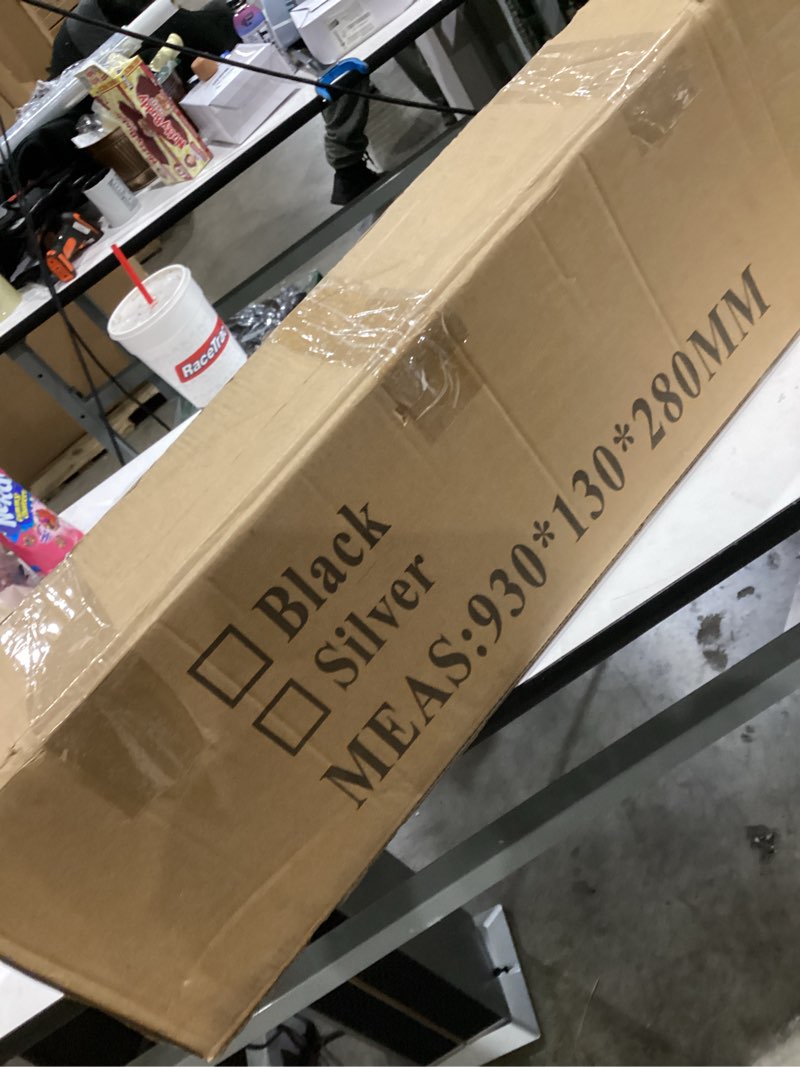 RaceTrac
Black
Silver
MEAS:930*130*280MM